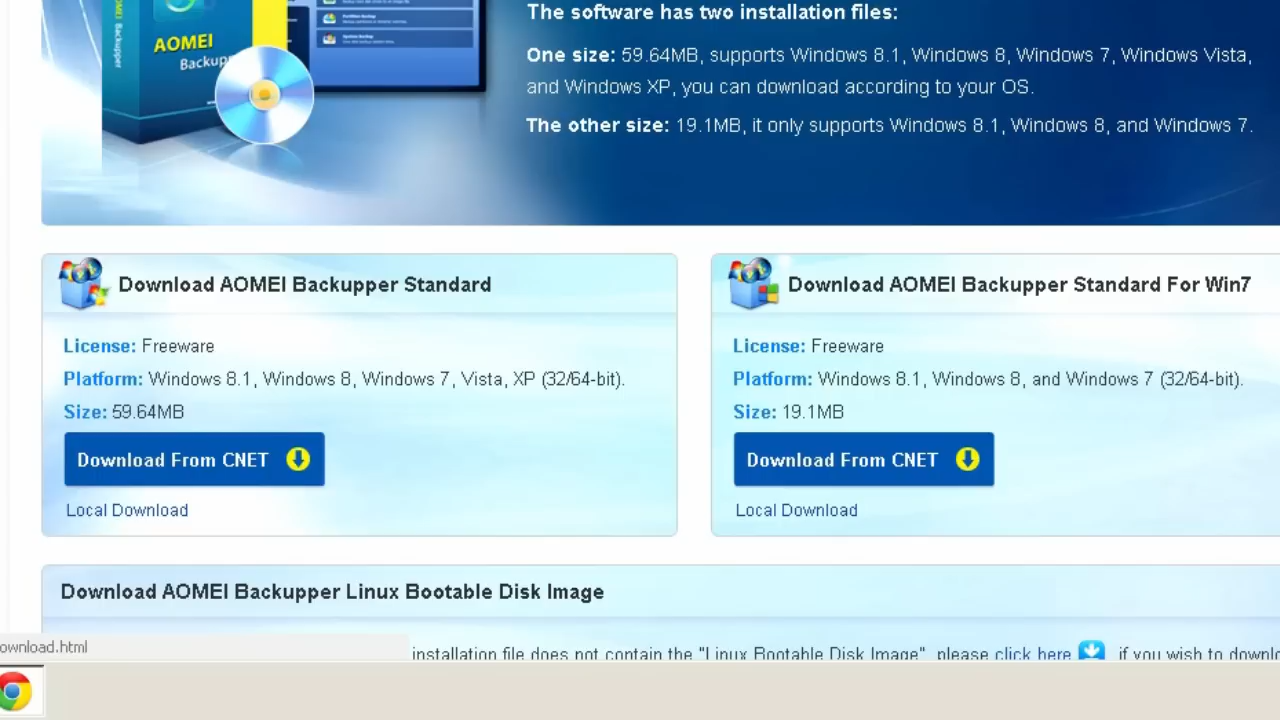 AOMEI
Backup
Partition Backup
System Backup
The software has two installation files:
One size: 59.64MB, supports Windows 8.1, Windows 8, Windows 7, Windows Vista,
and Windows XP, you can download according to your OS.
The other size: 19.1MB, it only supports Windows 8.1, Windows 8, and Windows 7.
Download AOMEI Backupper Standard
License: Freeware
Platform: Windows 8.1, Windows 8, Windows 7, Vista, XP (32/64-bit).
Size: 59.64MB
Download From CNET
Local Download
Download AOMEI Backupper Standard For Win7
License: Freeware
Platform: Windows 8.1, Windows 8, and Windows 7 (32/64-bit).
Size: 19.1MB
Download From CNET
Local Download
Download AOMEI Backupper Linux Bootable Disk Image
installation file does not contain the "Linux Bootable Disk Image", please click here if you wish to downlo
ownload.html